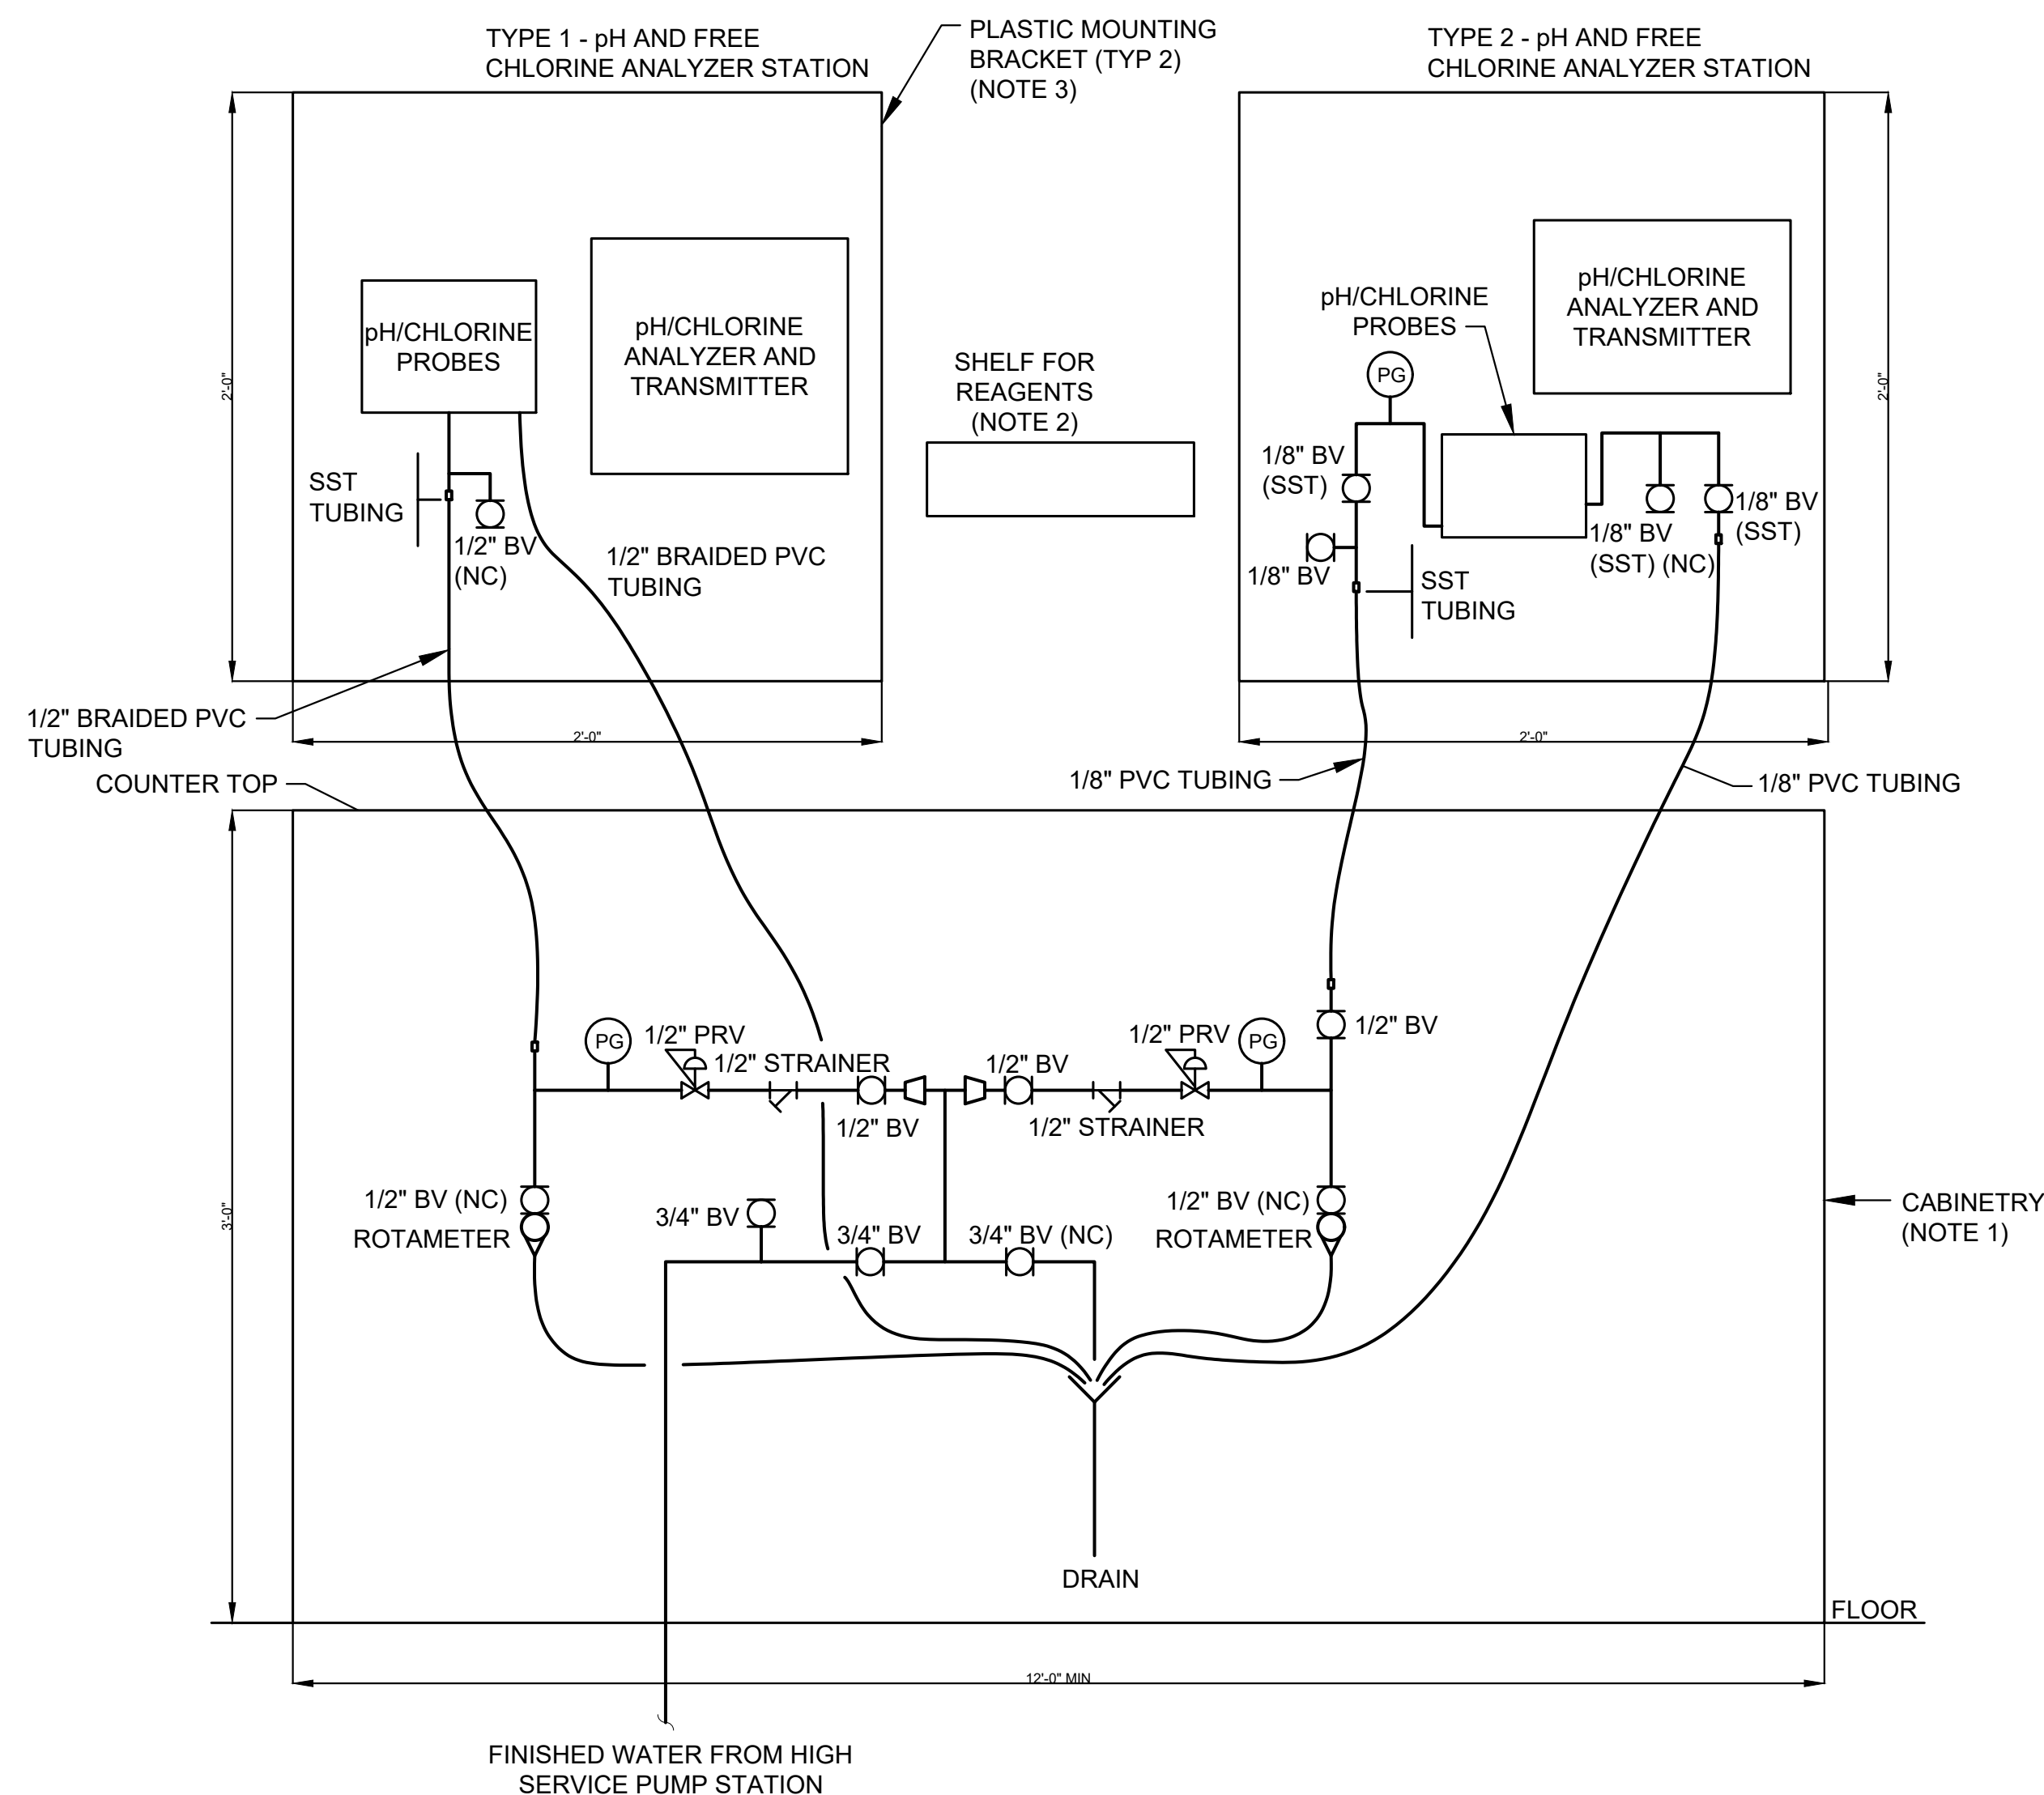 TYPE 1 - pH AND FREE
CHLORINE ANALYZER STATION
PLASTIC MOUNTING
BRACKET (TYP 2)
(NOTE 3)
TYPE 2 - pH AND FREE
CHLORINE ANALYZER STATION
2'-0"
pH/CHLORINE
PROBES
pH/CHLORINE
ANALYZER AND
TRANSMITTER
SST
TUBING
1/2" BV
(NC)
1/2" BRAIDED PVC
TUBING
SHELF FOR
REAGENTS
(NOTE 2)
pH/CHLORINE
PROBES
pH/CHLORINE
ANALYZER AND
TRANSMITTER
PG
1/8" BV
(SST)
1/8" BV
SST
TUBING
1/8" BV
(SST) (NC)
1/8" BV
(SST)
2'-0"
1/2" BRAIDED PVC
TUBING
2'-0"
2'-0"
COUNTER TOP
1/8" PVC TUBING
1/8" PVC TUBING
PG
1/2" PRV
1/2" STRAINER
1/2" BV
1/2" BV
1/2" STRAINER
1/2" PRV
PG
1/2" BV
1/2" BV (NC)
ROTAMETER
3/4" BV
3/4" BV
3/4" BV (NC)
1/2" BV (NC)
ROTAMETER
CABINETRY
(NOTE 1)
3'-0"
DRAIN
FLOOR
12'-0" MIN
FINISHED WATER FROM HIGH
SERVICE PUMP STATION